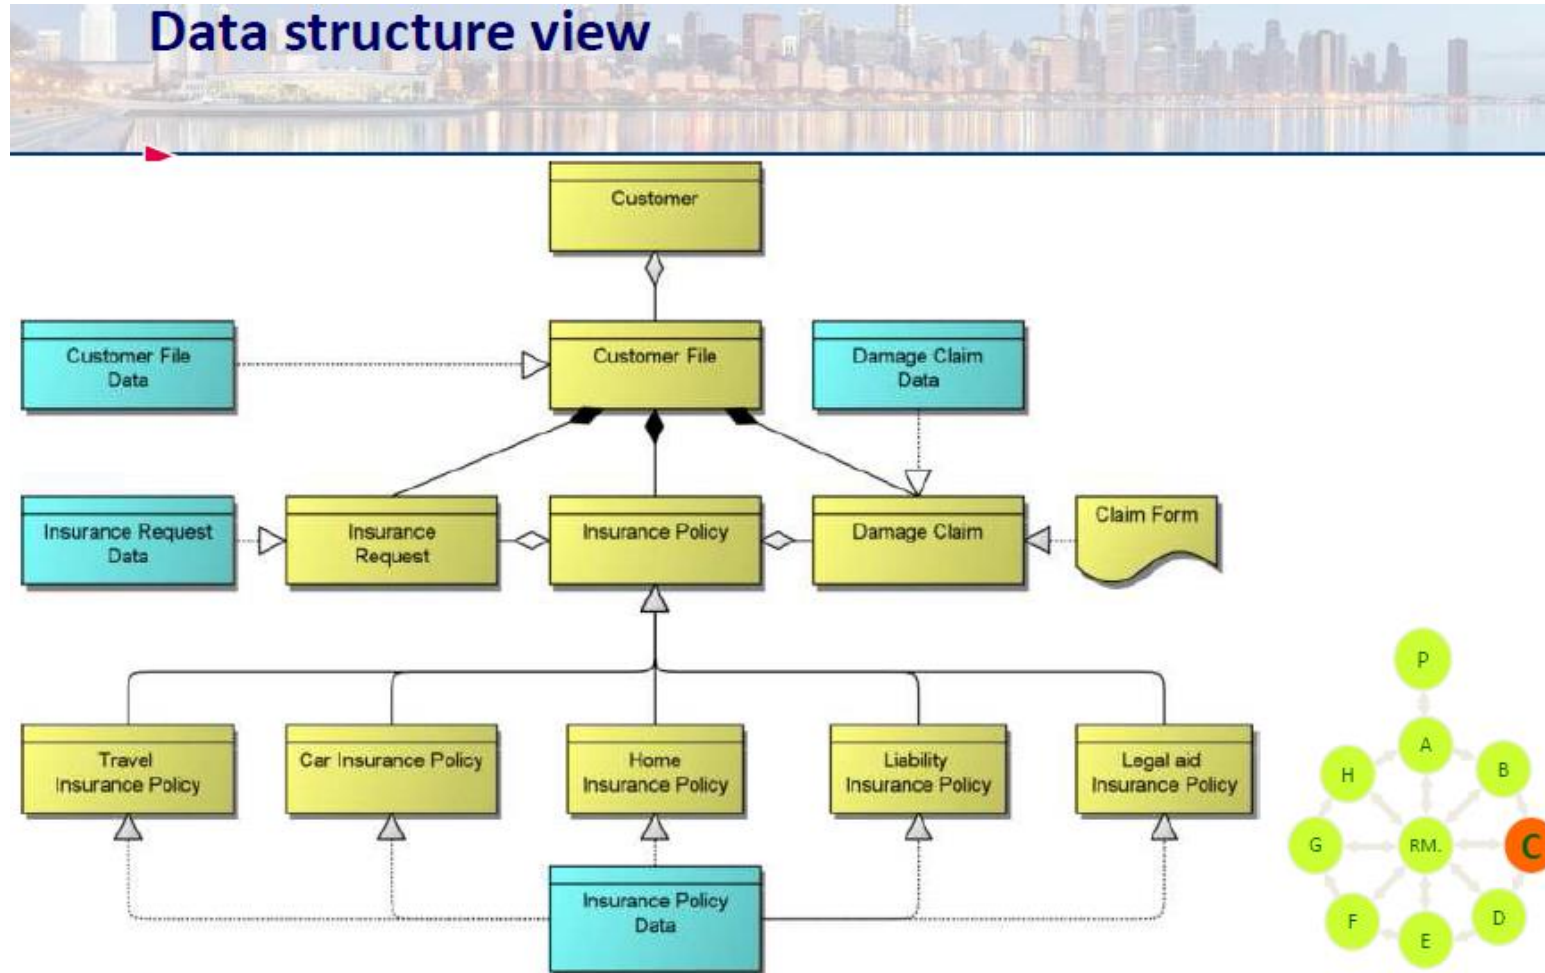 Data structure view
Customer
Customer File
Data
Customer File
Damage Claim
Data
Insurance Request
Data
Insurance
Request
Insurance Policy
Damage Claim
Claim Form
Travel
Insurance Policy
Car Insurance Policy
Home
Insurance Policy
Liability
Insurance Policy
Legal aid
Insurance Policy
Insurance Policy
Data
P
A
H
B
G
RM.
C
F
D
E